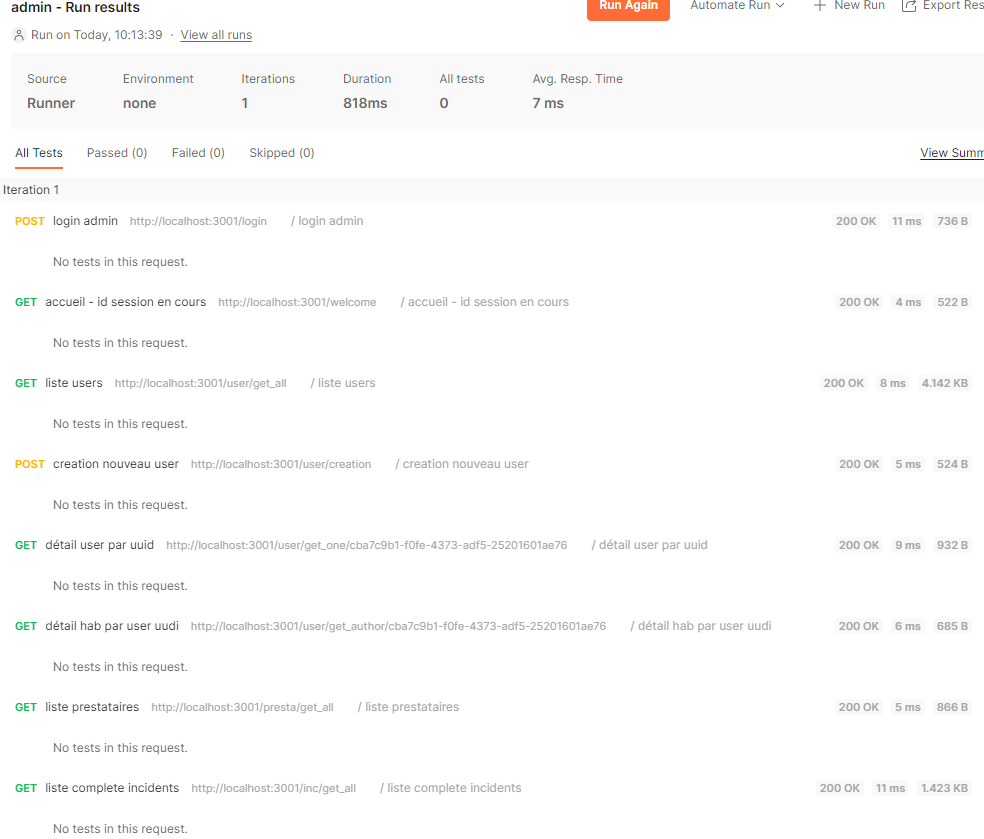 admin - Run results
Run Again
Automate Run
New Run
Export Res
Run on Today, 10:13:39 · View all runs
Source Environment Iterations Duration All tests Avg. Resp. Time
Runner none 1 818ms 0 7 ms
All Tests Passed (0) Failed (0) Skipped (0) View Summ
Iteration 1
POST login admin http://localhost:3001/login / login admin 200 OK 11 ms 736 B
No tests in this request.
GET accueil - id session en cours http://localhost:3001/welcome / accueil - id session en cours 200 OK 4 ms 522 B
No tests in this request.
GET liste users http://localhost:3001/user/get_all / liste users 200 OK 8 ms 4.142 KB
No tests in this request.
POST creation nouveau user http://localhost:3001/user/creation / creation nouveau user 200 OK 5 ms 524 B
No tests in this request.
GET détail user par uuid http://localhost:3001/user/get_one/cba7c9b1-f0fe-4373-adf5-25201601ae76 / détail user par uuid 200 OK 9 ms 932 B
No tests in this request.
GET détail hab par user uudi http://localhost:3001/user/get_author/cba7c9b1-f0fe-4373-adf5-25201601ae76 / détail hab par user uudi 200 OK 6 ms 685 B
No tests in this request.
GET liste prestataires http://localhost:3001/presta/get_all / liste prestataires 200 OK 5 ms 866 B
No tests in this request.
GET liste complete incidents http://localhost:3001/inc/get_all / liste complete incidents 200 OK 11 ms 1.423 KB
No tests in this request.